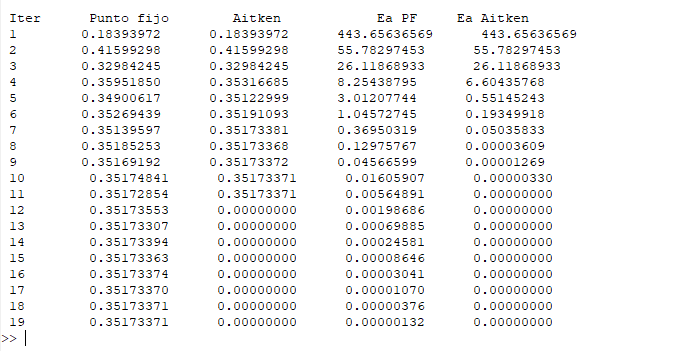 Iter Punto fijo Aitken Ea PF Ea Aitken
1 0.18393972 0.18393972 443.65636569 443.65636569
2 0.41599298 0.41599298 55.78297453 55.78297453
3 0.32984245 0.32984245 26.11868933 26.11868933
4 0.35951850 0.35316685 8.25438795 6.60435768
5 0.34900617 0.35122999 3.01207744 0.55145243
6 0.35269439 0.35191093 1.04572745 0.19349918
7 0.35139597 0.35173381 0.36950319 0.05035833
8 0.35185253 0.35173368 0.12975767 0.00003609
9 0.35169192 0.35173372 0.04566599 0.00001269
10 0.35174841 0.35173371 0.01605907 0.00000330
11 0.35172854 0.35173371 0.00564891 0.00000000
12 0.35173553 0.00000000 0.00198686 0.00000000
13 0.35173307 0.00000000 0.00069885 0.00000000
14 0.35173394 0.00000000 0.00024581 0.00000000
15 0.35173363 0.00000000 0.00008646 0.00000000
16 0.35173374 0.00000000 0.00003041 0.00000000
17 0.35173370 0.00000000 0.00001070 0.00000000
18 0.35173371 0.00000000 0.00000376 0.00000000
19 0.35173371 0.00000000 0.00000132 0.00000000
>>